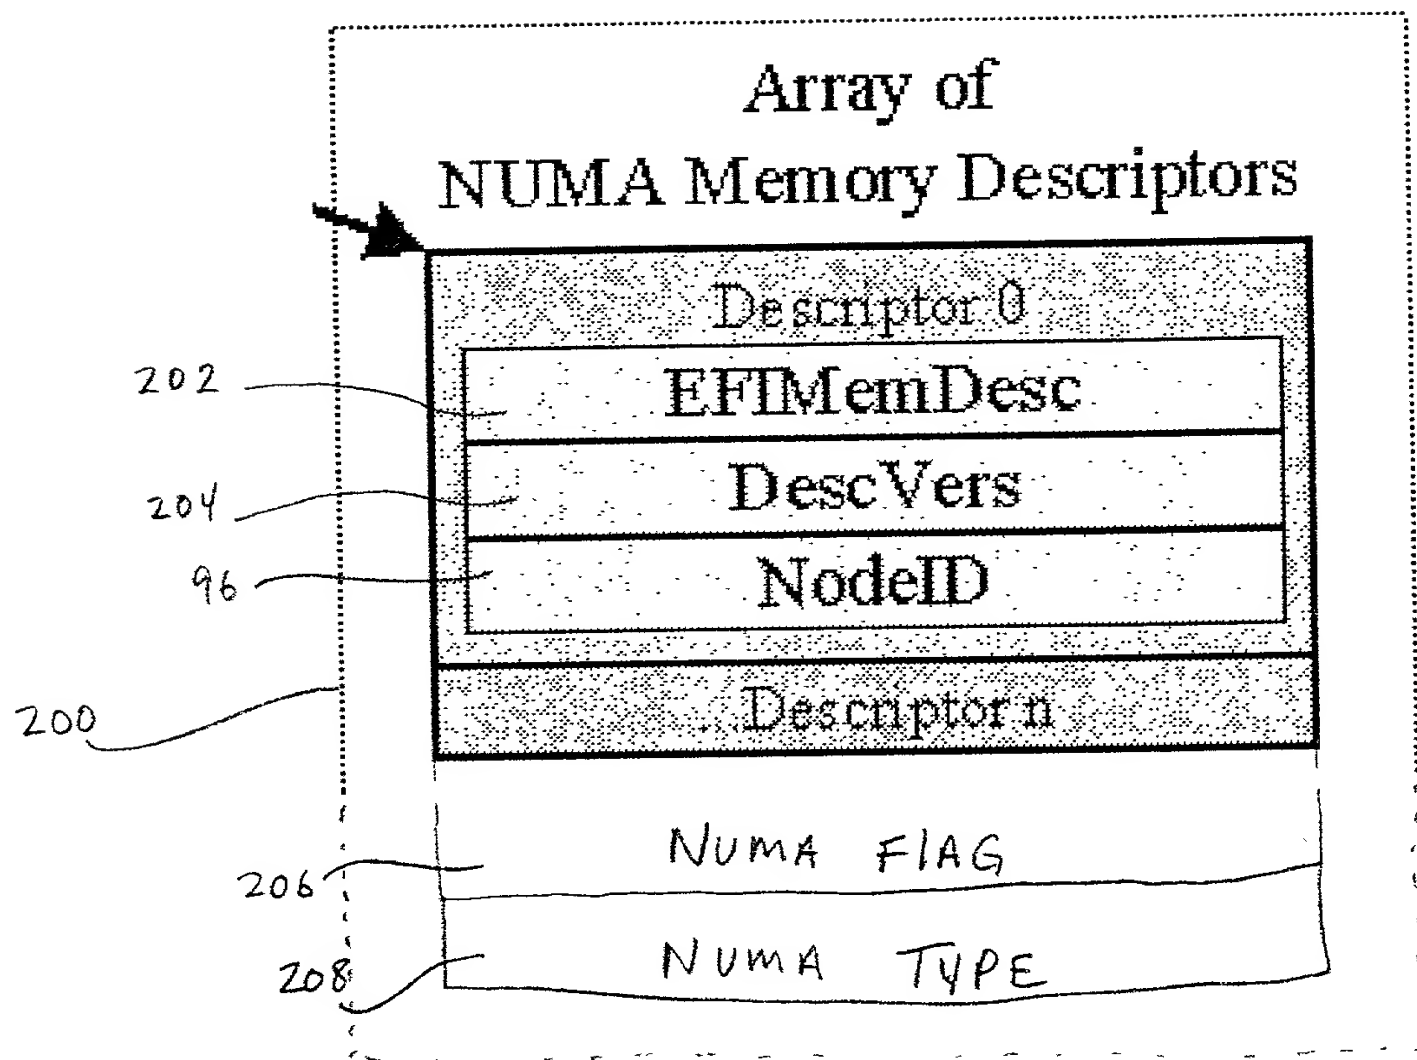 Array of
NUMA Memory Descriptors
Descriptor 0
202 EFIMemDesc
204 DescVers
96 NodeID
200 ...Descriptor n
206 NUMA FLAG
208 NUMA TYPE